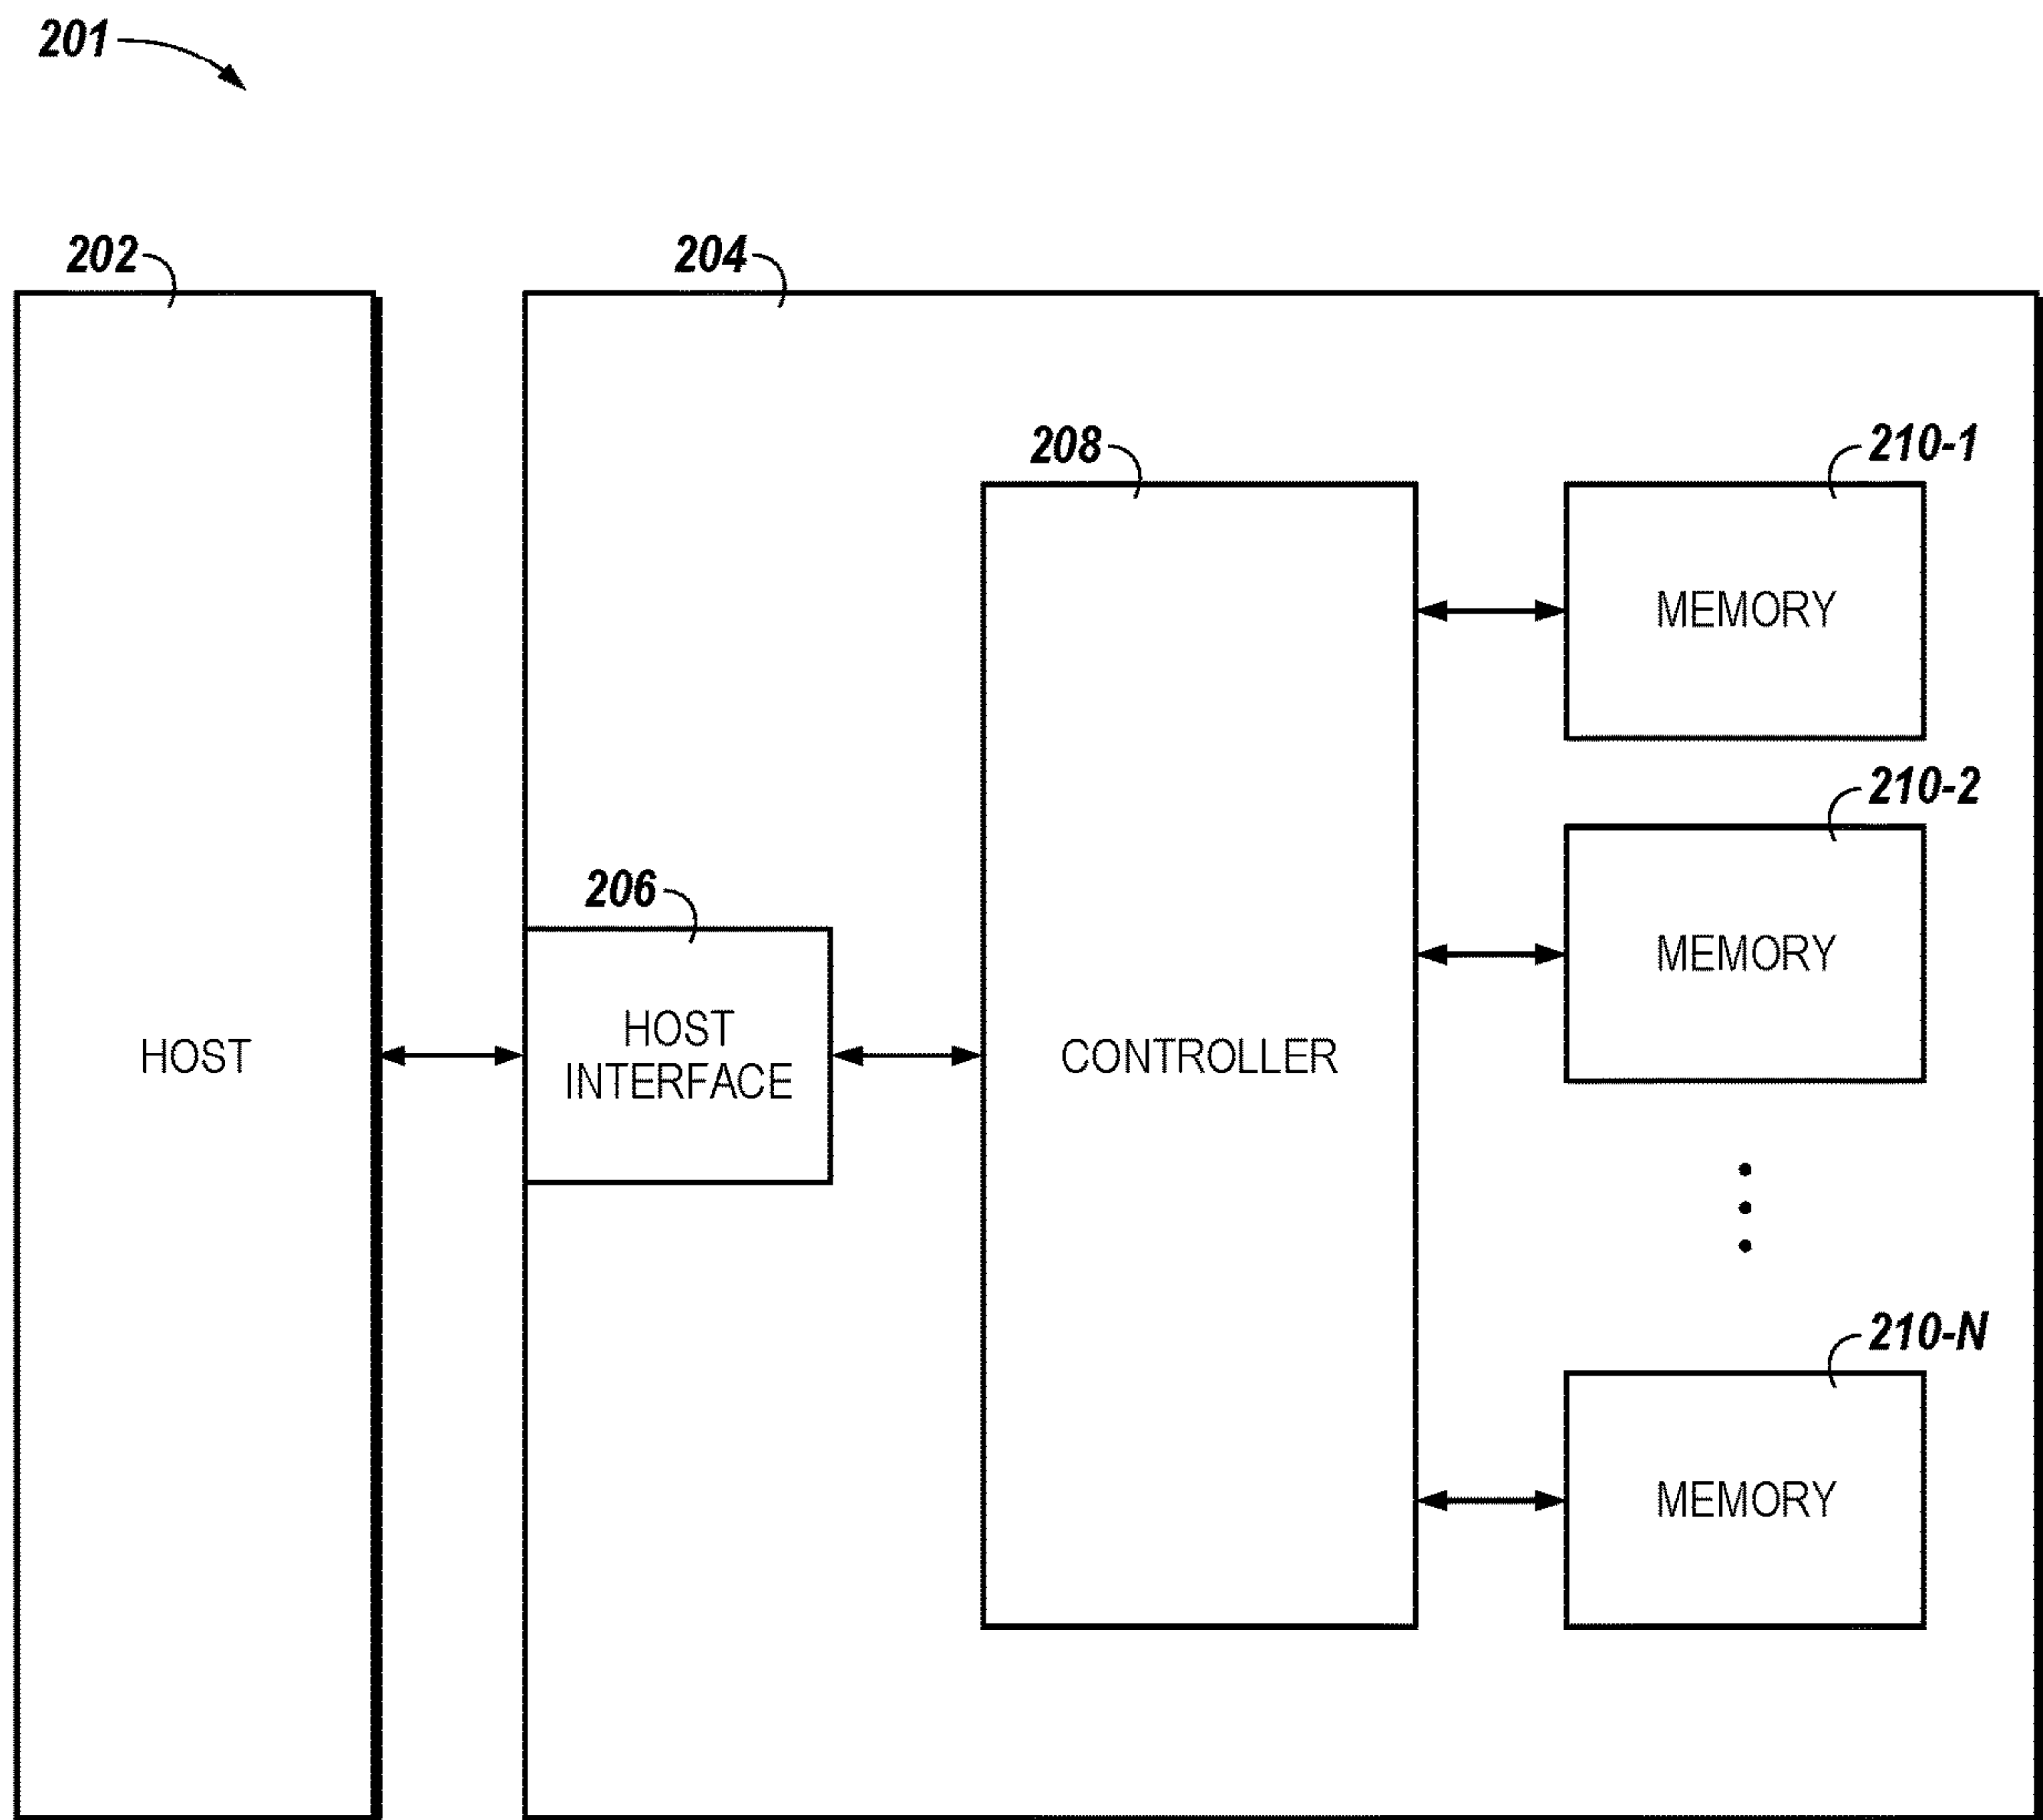 201
202
204
208
210-1
MEMORY
210-2
206
MEMORY
HOST
HOST
INTERFACE
CONTROLLER
210-N
MEMORY